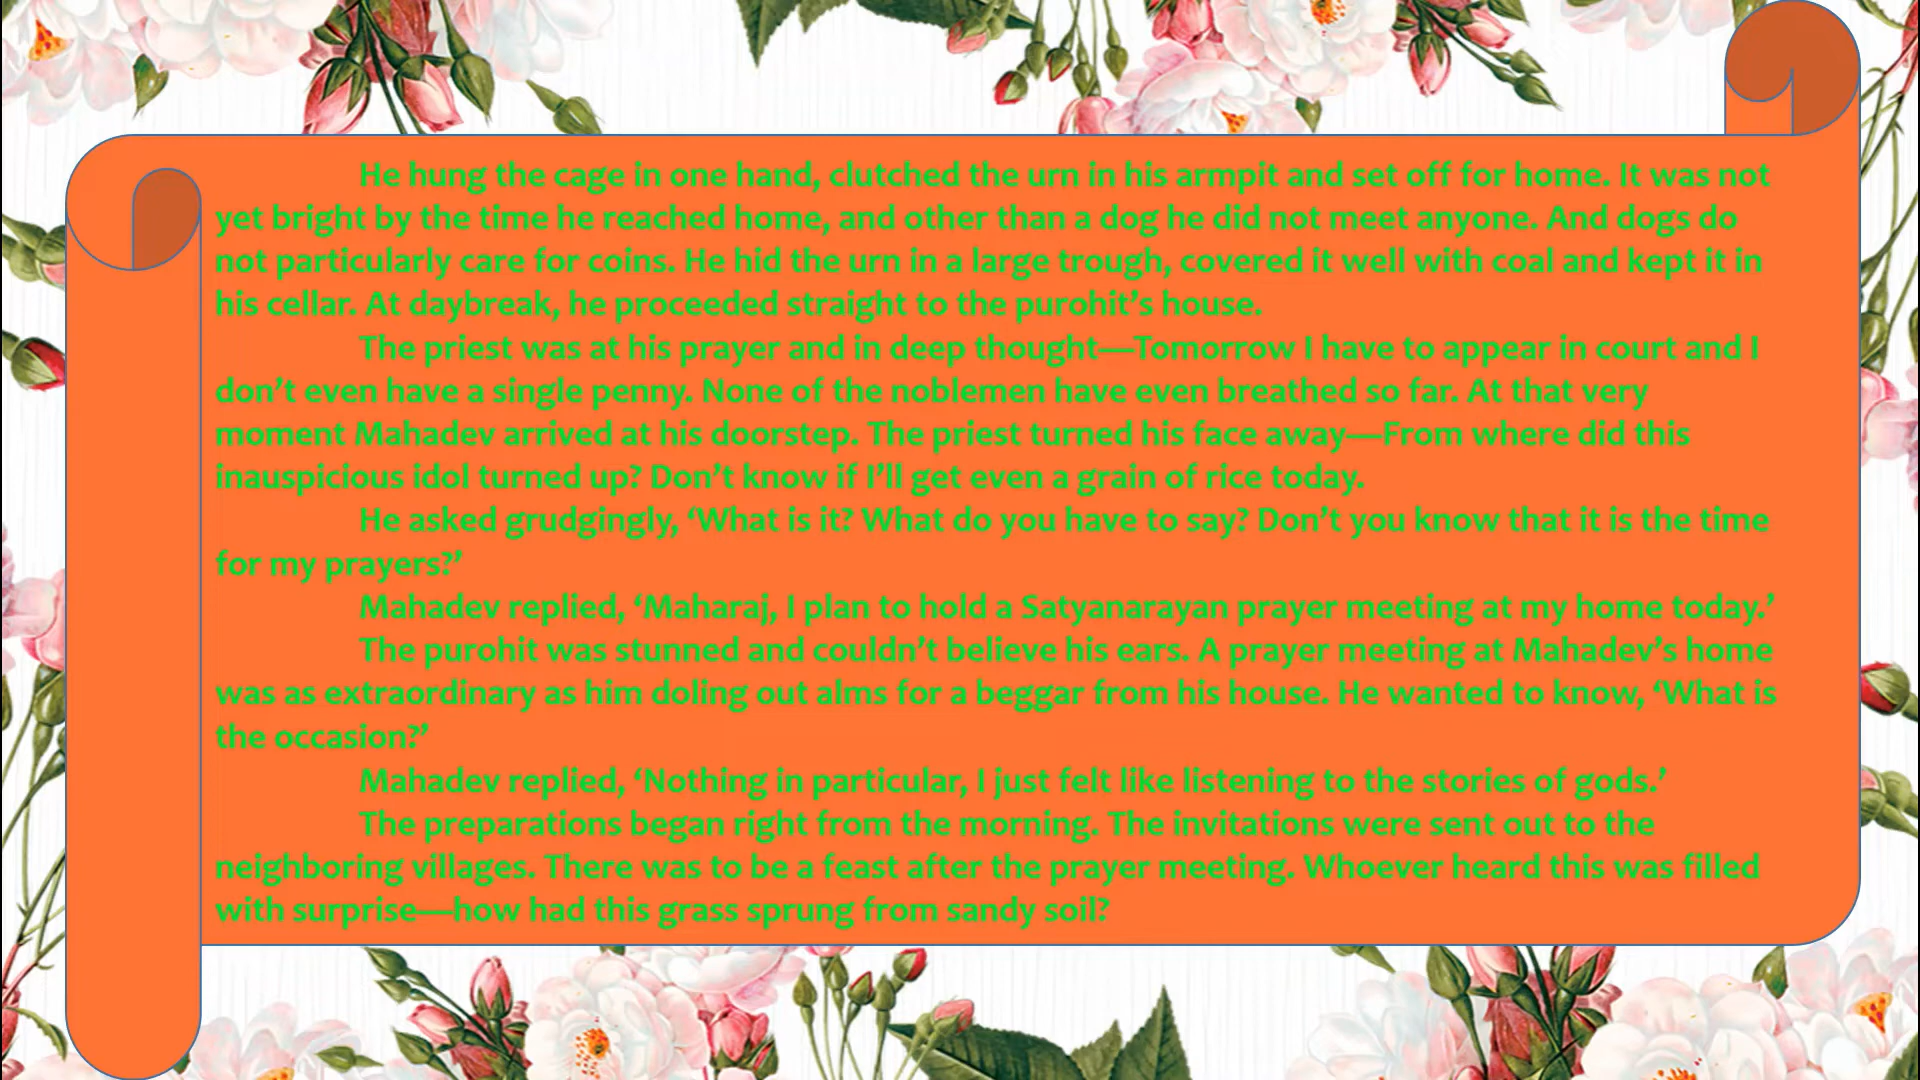 He hung the cage in one hand, clutched the urn in his armpit and set off for home. It was not
yet bright by the time he reached home, and other than a dog he did not meet anyone. And dogs do
not particularly care for coins. He hid the urn in a large trough, covered it well with coal and kept it in
his cellar. At daybreak, he proceeded straight to the purohit’s house.
The priest was at his prayer and in deep thought—Tomorrow I have to appear in court and I
don’t even have a single penny. None of the noblemen have even breathed so far. At that very
moment Mahadev arrived at his doorstep. The priest turned his face away—From where did this
inauspicious idol turned up? Don’t know if I’ll get even a grain of rice today.
He asked grudgingly, ‘What is it? What do you have to say? Don’t you know that it is the time
for my prayers?’
Mahadev replied, ‘Maharaj, I plan to hold a Satyanarayan prayer meeting at my home today.’
The purohit was stunned and couldn’t believe his ears. A prayer meeting at Mahadev’s home
was as extraordinary as him doling out alms for a beggar from his house. He wanted to know, ‘What is
the occasion?’
Mahadev replied, ‘Nothing in particular, I just felt like listening to the stories of gods.’
The preparations began right from the morning. The invitations were sent out to the
neighboring villages. There was to be a feast after the prayer meeting. Whoever heard this was filled
with surprise—how had this grass sprung from sandy soil?